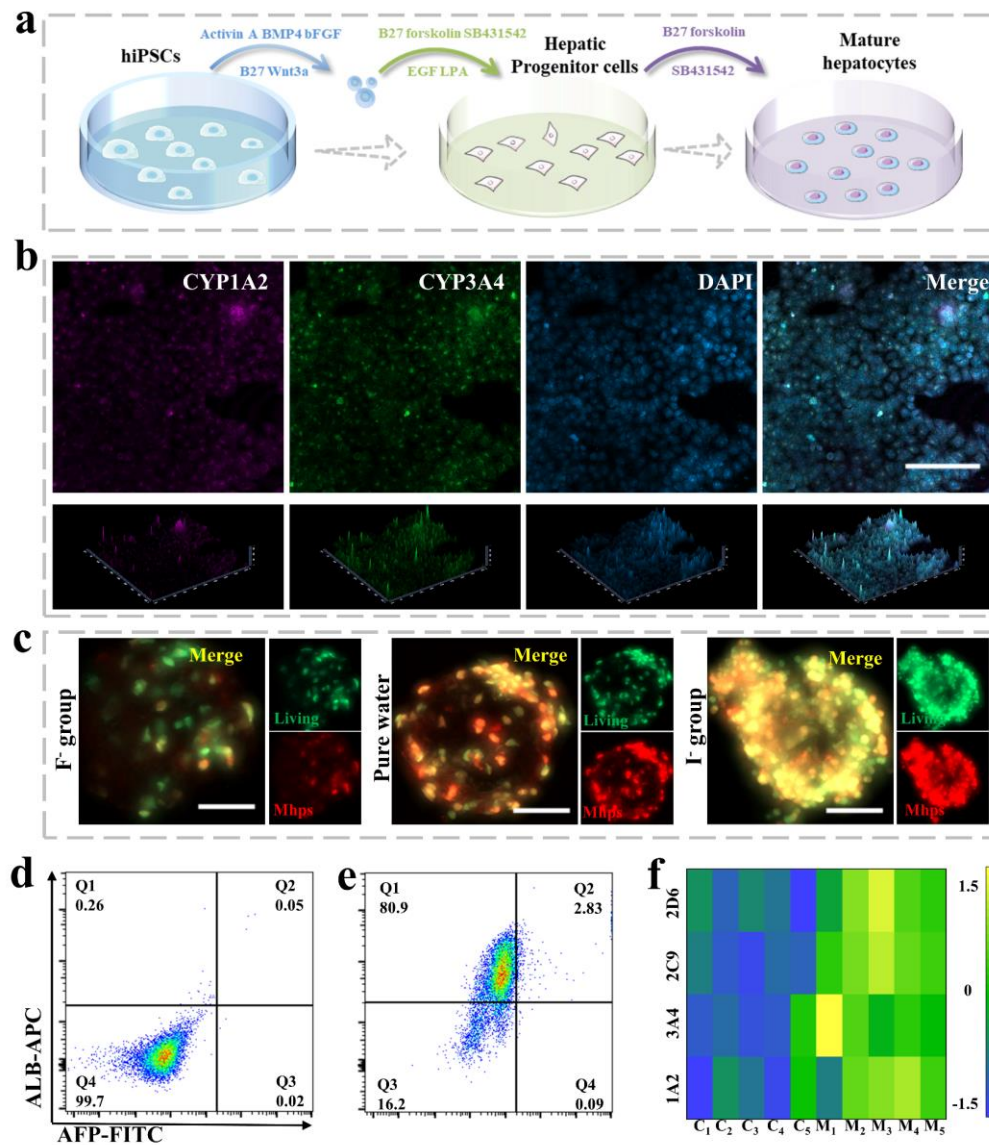 a
hiPSCs
Activin A BMP4 bFGF
B27 Wnt3a
B27 forskolin SB431542
EGF LPA
Hepatic
Progenitor cells
B27 forskolin
SB431542
Mature
hepatocytes
b
CYP1A2
CYP3A4
DAPI
Merge
c
F- group
Merge
Living
Mhps
Pure water
Merge
Living
Mhps
I- group
Merge
Living
Mhps
d
ALB-APC
Q1
0.26
Q2
0.05
Q4
99.7
Q3
0.02
AFP-FITC
e
Q1
80.9
Q2
2.83
Q3
16.2
Q4
0.09
f
2D6
2C9
3A4
1A2
C1 C2 C3 C4 C5 M1 M2 M3 M4 M5
1.5
0
-1.5